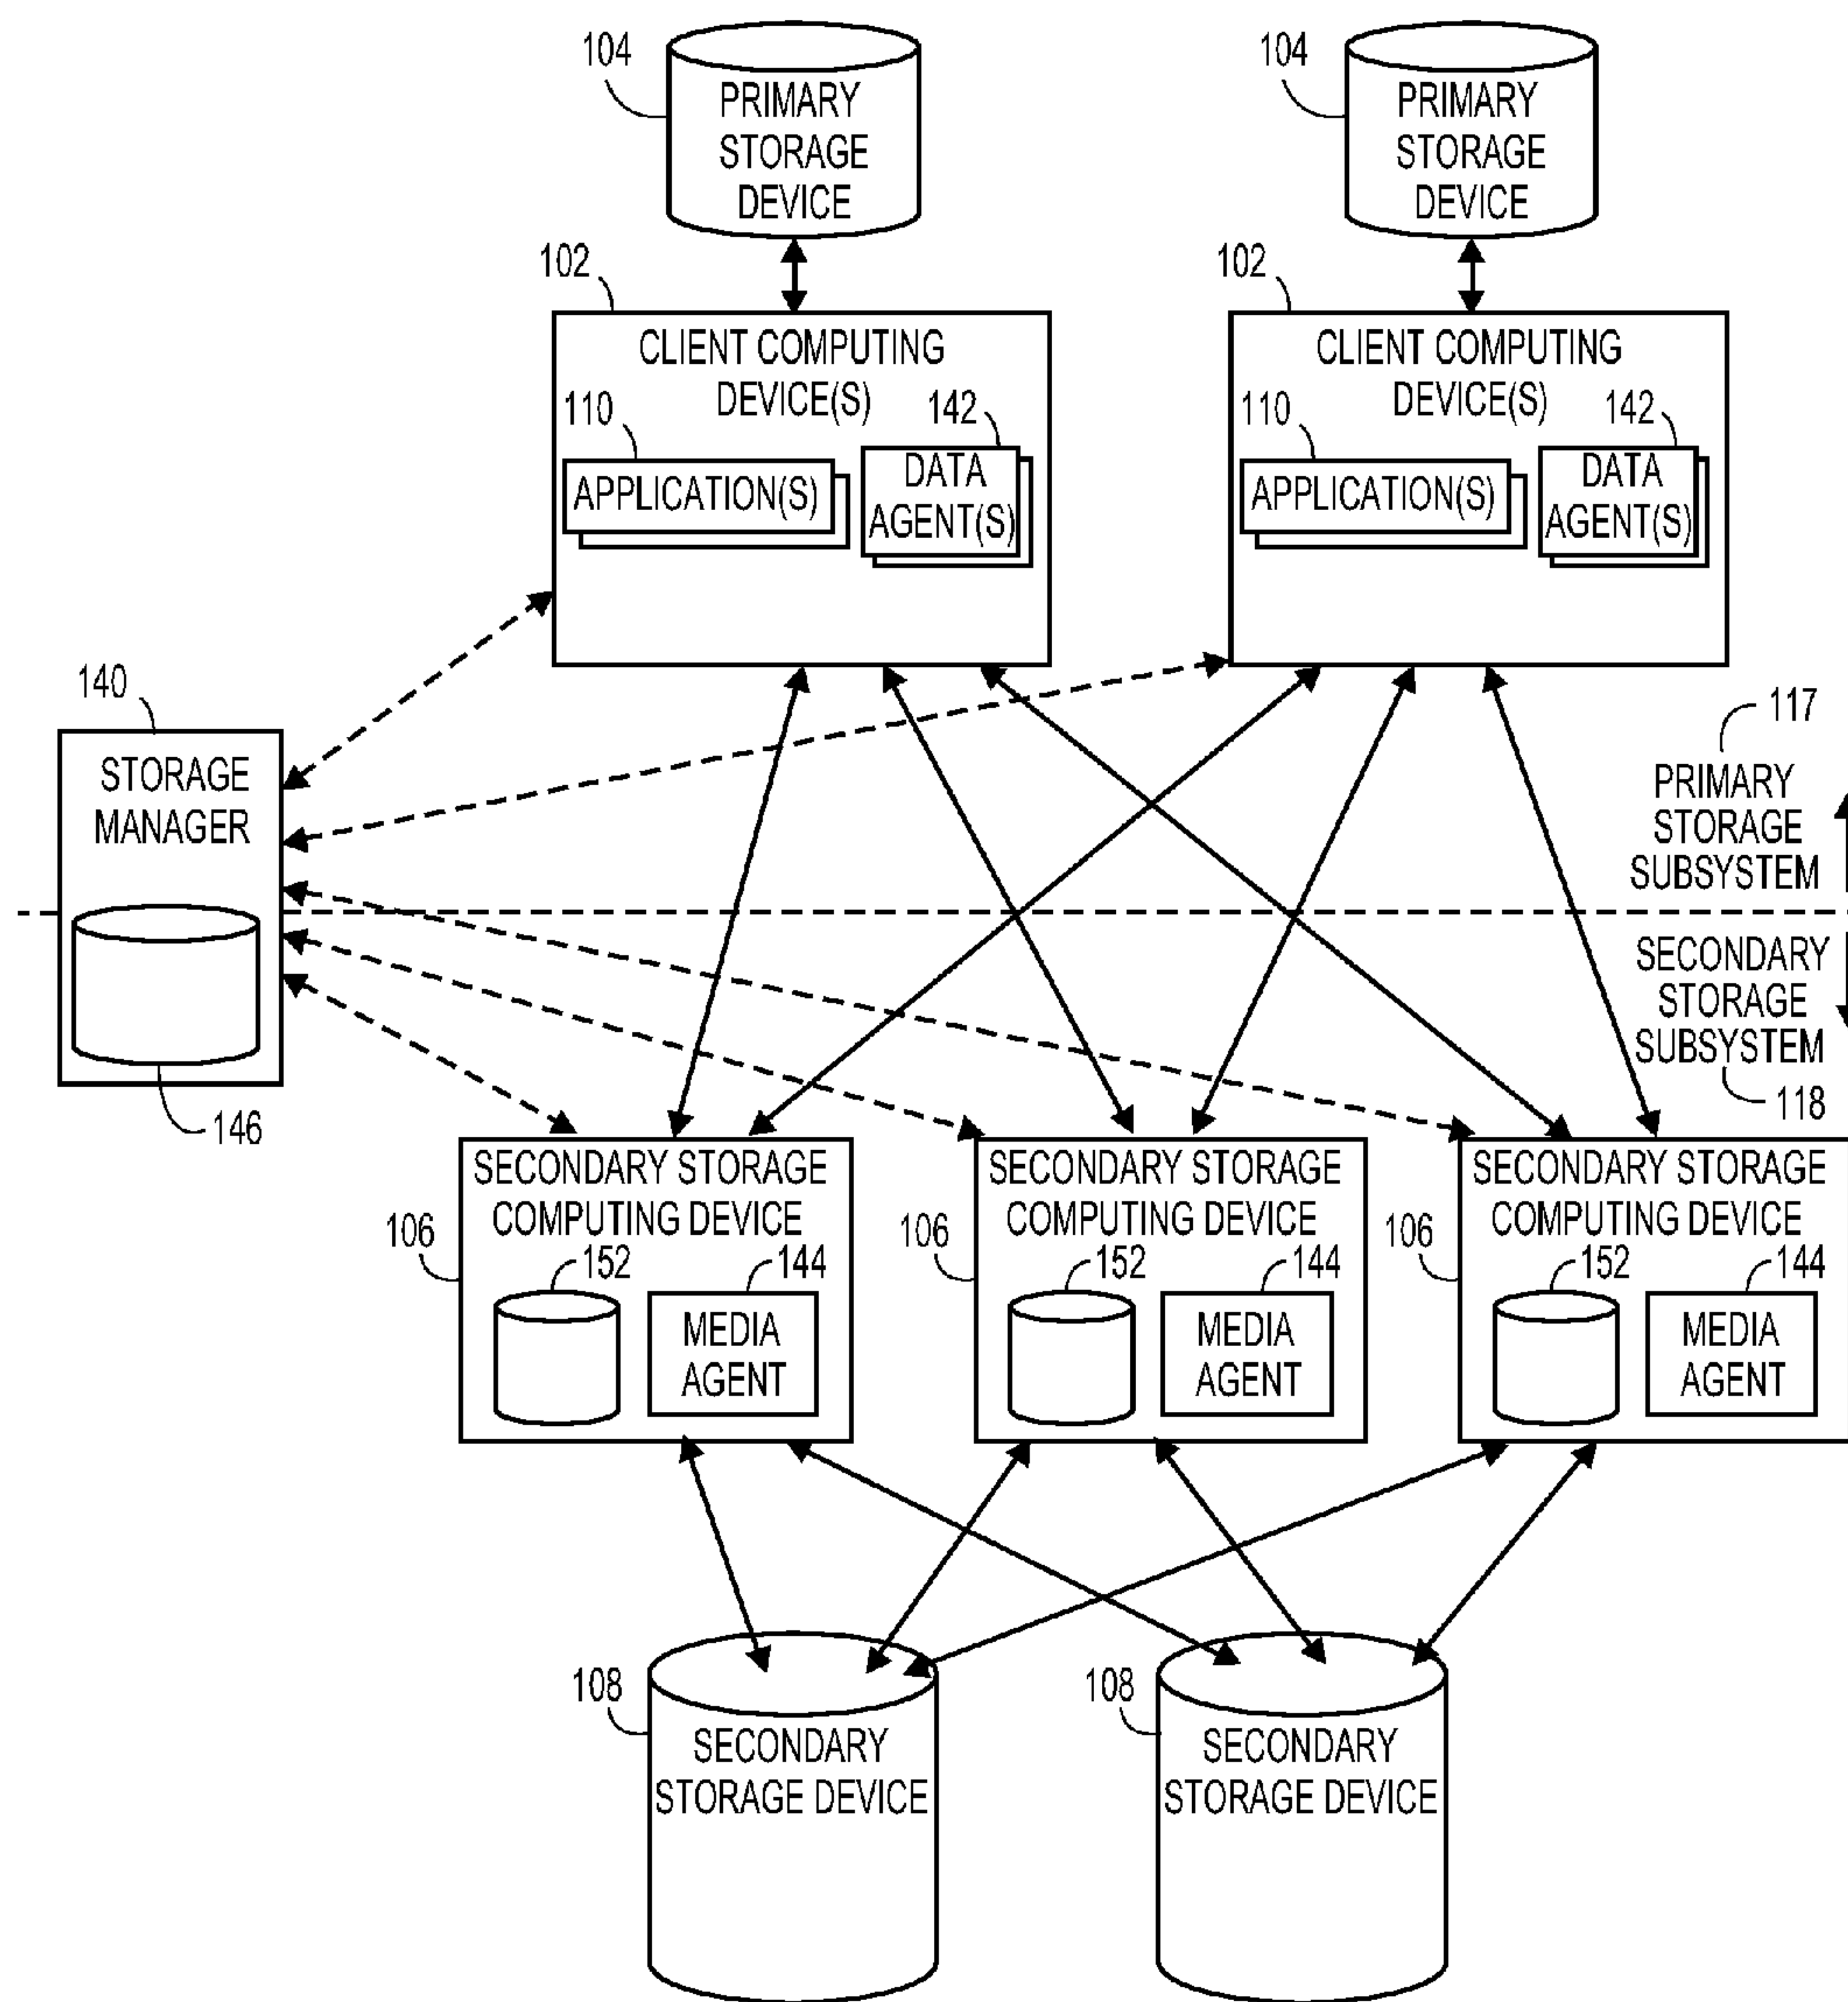 104
PRIMARY
STORAGE
DEVICE
104
PRIMARY
STORAGE
DEVICE
102
CLIENT COMPUTING
DEVICE(S)
110
APPLICATION(S)
142
DATA
AGENT(S)
102
CLIENT COMPUTING
DEVICE(S)
110
APPLICATION(S)
142
DATA
AGENT(S)
140
STORAGE
MANAGER
146
117
PRIMARY
STORAGE
SUBSYSTEM
SECONDARY
STORAGE
SUBSYSTEM
118
106
SECONDARY STORAGE
COMPUTING DEVICE
152
144
MEDIA
AGENT
106
SECONDARY STORAGE
COMPUTING DEVICE
152
144
MEDIA
AGENT
106
SECONDARY STORAGE
COMPUTING DEVICE
152
144
MEDIA
AGENT
108
SECONDARY
STORAGE DEVICE
108
SECONDARY
STORAGE DEVICE